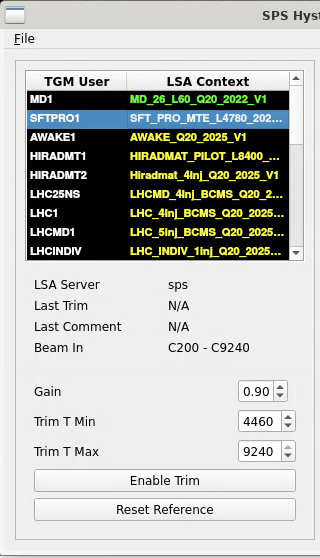 SPS Hyst
File
TGM User LSA Context
MD1 MD_26_L60_Q20_2022_V1
SFTPRO1 SFT_PRO_MTE_L4780_202...
AWAKE1 AWAKE_Q20_2025_V1
HIRADMT1 HIRADMAT_PILOT_L8400_...
HIRADMT2 Hiradmat_4Inj_Q20_2025_V1
LHC25NS LHCMD_4Inj_BCMS_Q20_2...
LHC1 LHC_4Inj_BCMS_Q20_2025...
LHCMD1 LHC_5inj_BCMS_Q20_2025...
LHCINDIV LHC_INDIV_1inj_Q20_2025...
LSA Server sps
Last Trim N/A
Last Comment N/A
Beam In C200 - C9240
Gain 0.90
Trim T Min 4460
Trim T Max 9240
Enable Trim
Reset Reference